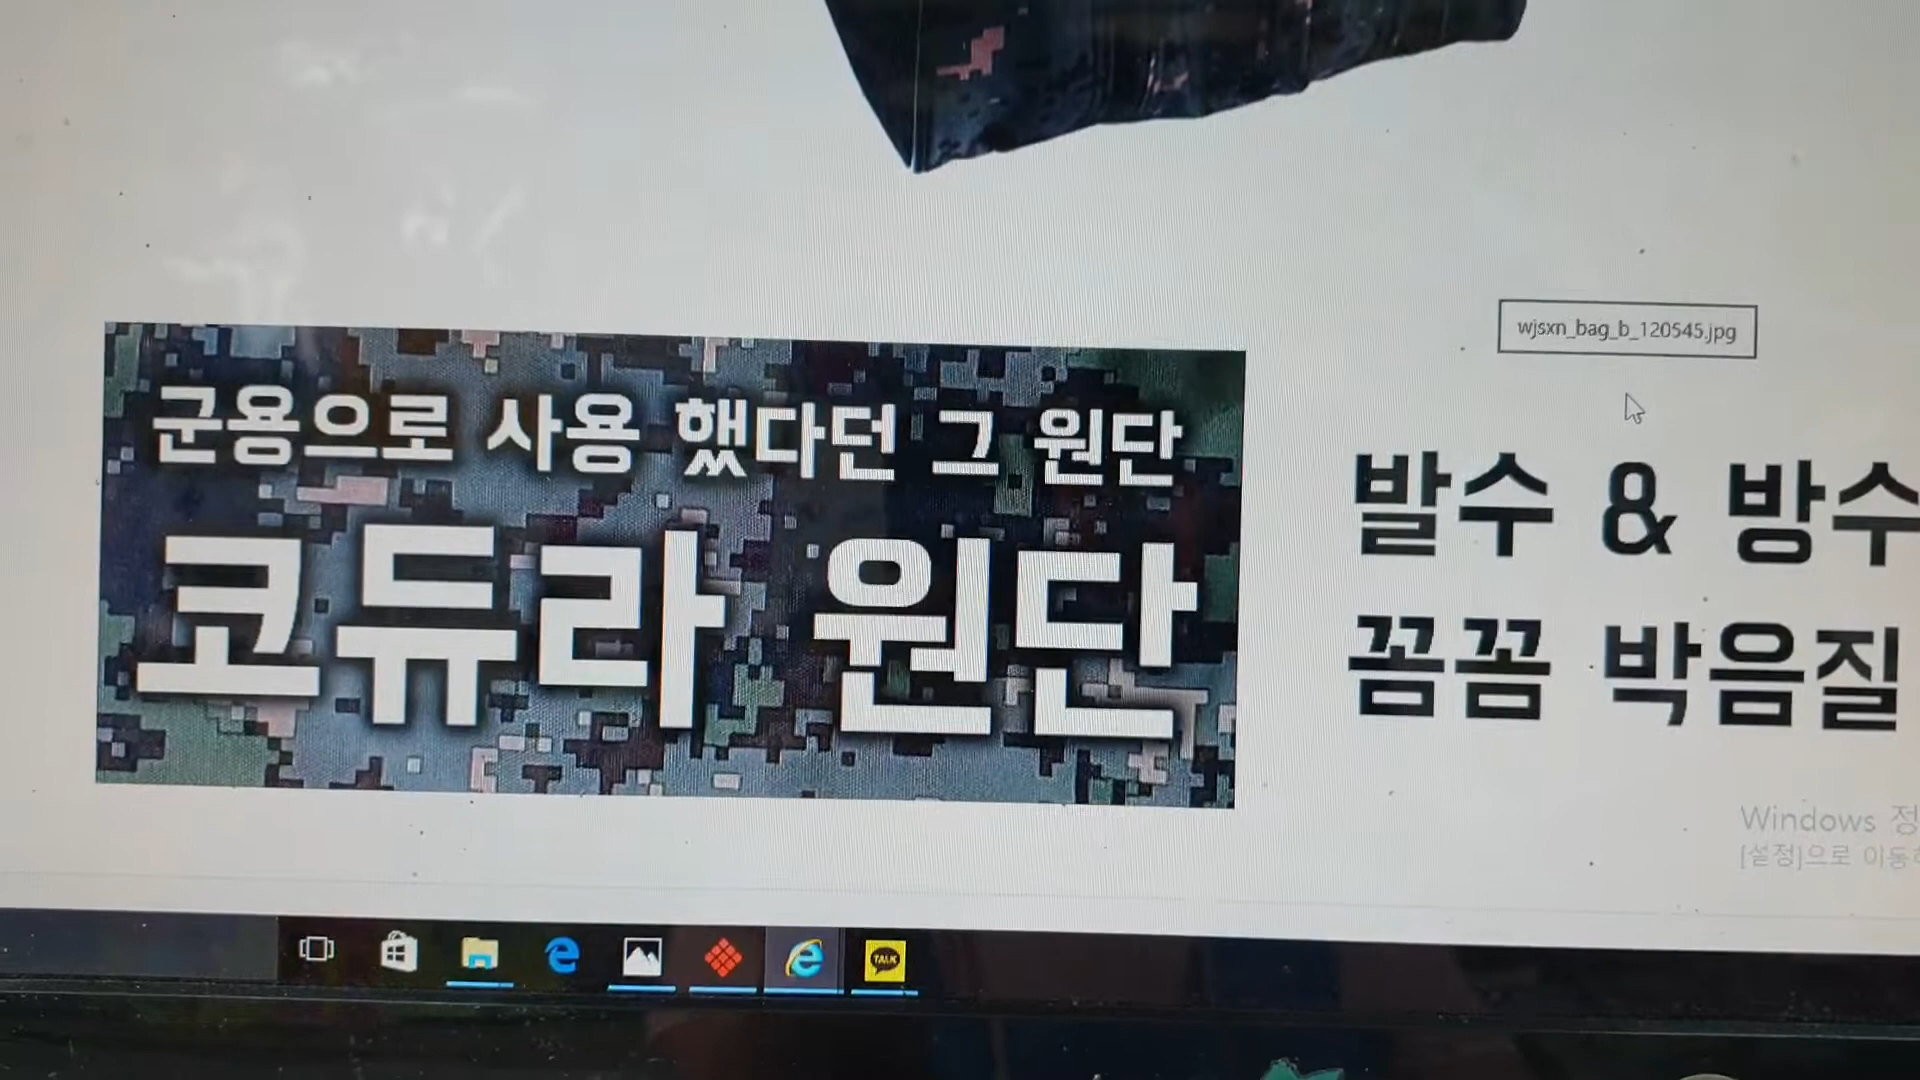 wjsxn_bag_b_120545.jpg
군용으로 사용 했다던 그 원단
코듀라 원단
발수 & 방수
꼼꼼 박음질
Windows 정
[설정]으로 이동
TALK